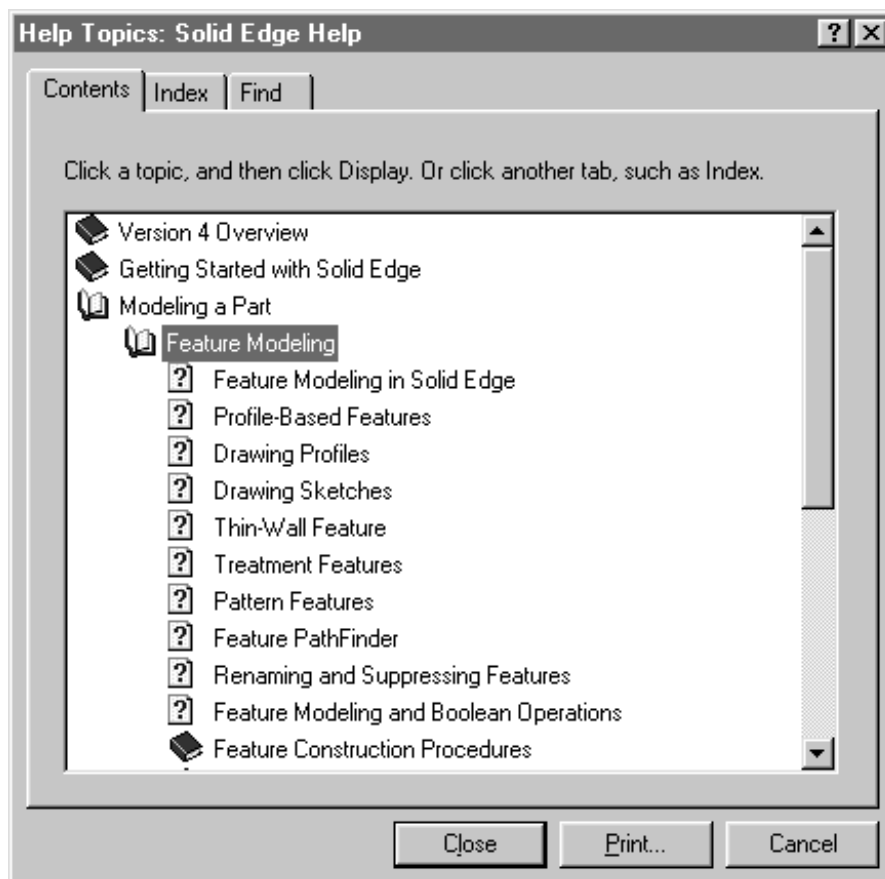 Help Topics: Solid Edge Help
Contents Index Find
Click a topic, and then click Display. Or click another tab, such as Index.
Version 4 Overview
Getting Started with Solid Edge
Modeling a Part
Feature Modeling
? Feature Modeling in Solid Edge
? Profile-Based Features
? Drawing Profiles
? Drawing Sketches
? Thin-Wall Feature
? Treatment Features
? Pattern Features
? Feature PathFinder
? Renaming and Suppressing Features
? Feature Modeling and Boolean Operations
Feature Construction Procedures
Close Print... Cancel